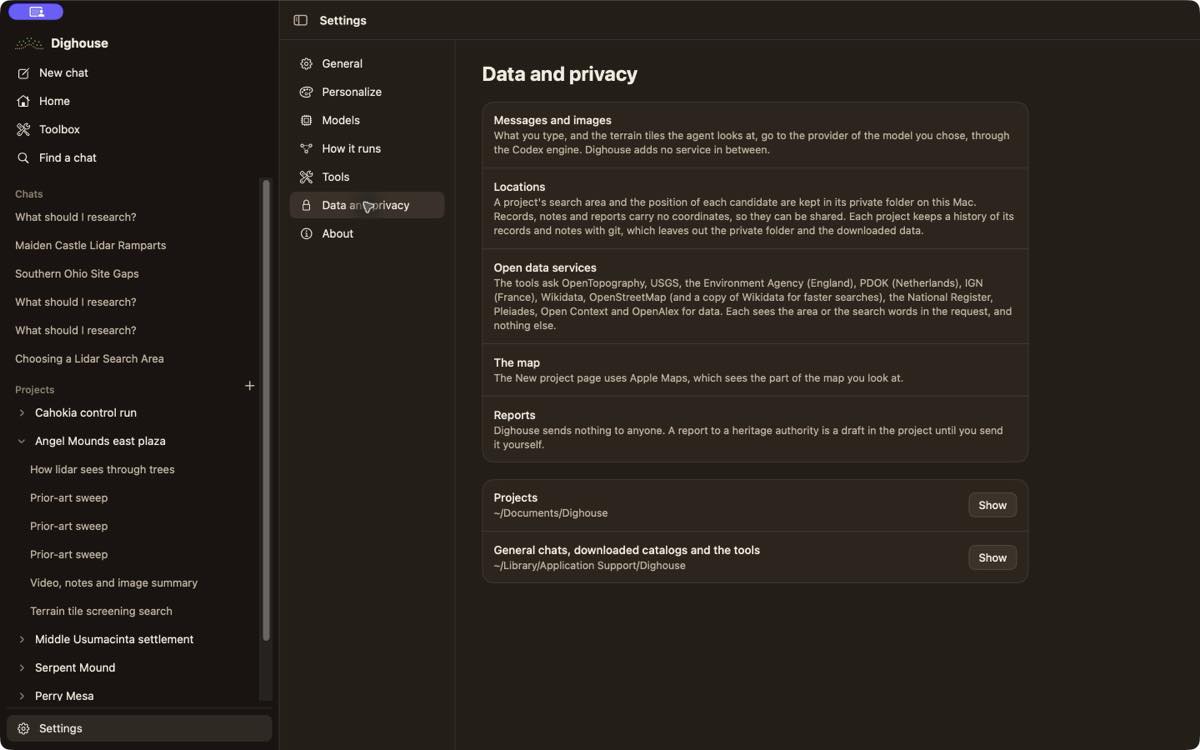 Dighouse
New chat
Home
Toolbox
Find a chat
Chats
What should I research?
Maiden Castle Lidar Ramparts
Southern Ohio Site Gaps
What should I research?
What should I research?
Choosing a Lidar Search Area
Projects
Cahokia control run
Angel Mounds east plaza
How lidar sees through trees
Prior-art sweep
Prior-art sweep
Prior-art sweep
Video, notes and image summary
Terrain tile screening search
Middle Usumacinta settlement
Serpent Mound
Perry Mesa
Settings
Settings
General
Personalize
Models
How it runs
Tools
Data and privacy
About
Data and privacy
Messages and images
What you type, and the terrain tiles the agent looks at, go to the provider of the model you chose, through
the Codex engine. Dighouse adds no service in between.
Locations
A project's search area and the position of each candidate are kept in its private folder on this Mac.
Records, notes and reports carry no coordinates, so they can be shared. Each project keeps a history of its
records and notes with git, which leaves out the private folder and the downloaded data.
Open data services
The tools ask OpenTopography, USGS, the Environment Agency (England), PDOK (Netherlands), IGN
(France), Wikidata, OpenStreetMap (and a copy of Wikidata for faster searches), the National Register,
Pleiades, Open Context and OpenAlex for data. Each sees the area or the search words in the request, and
nothing else.
The map
The New project page uses Apple Maps, which sees the part of the map you look at.
Reports
Dighouse sends nothing to anyone. A report to a heritage authority is a draft in the project until you send
it yourself.
Projects
~/Documents/Dighouse
Show
General chats, downloaded catalogs and the tools
~/Library/Application Support/Dighouse
Show